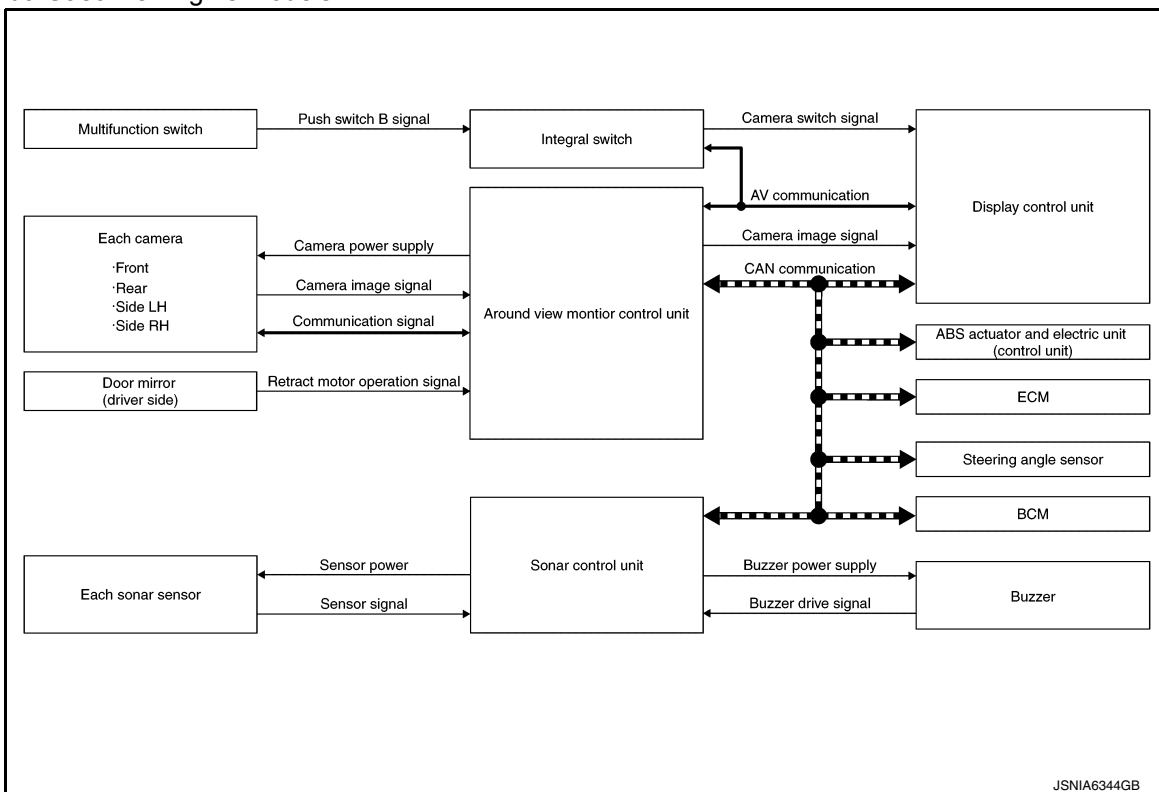 Multifunction switch
Push switch B signal
Integral switch
Camera switch signal
AV communication
Display control unit
Each camera
·Front
·Rear
·Side LH
·Side RH
Camera power supply
Camera image signal
Communication signal
Around view montior control unit
Camera image signal
CAN communication
Door mirror
(driver side)
Retract motor operation signal
ABS actuator and electric unit
(control unit)
ECM
Steering angle sensor
BCM
Each sonar sensor
Sensor power
Sensor signal
Sonar control unit
Buzzer power supply
Buzzer drive signal
Buzzer
JSNIA6344GB